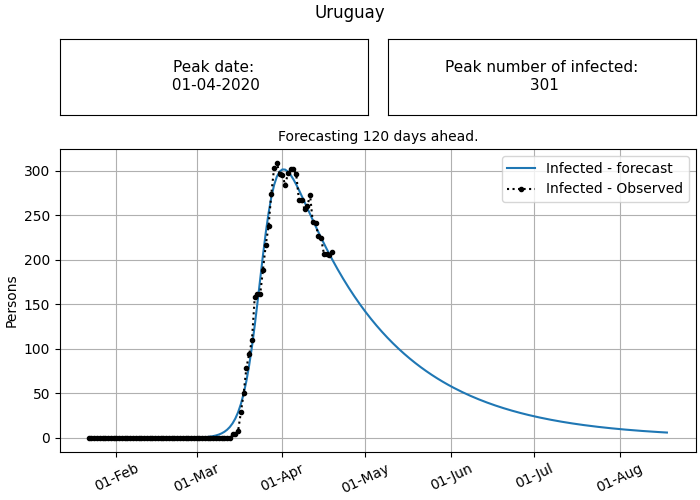 Uruguay
Peak date:
01-04-2020
Peak number of infected:
301
Forecasting 120 days ahead.
Infected - forecast
Infected - Observed
Persons
300
250
200
150
100
50
0
01-Feb
01-Mar
01-Apr
01-May
01-Jun
01-Jul
01-Aug